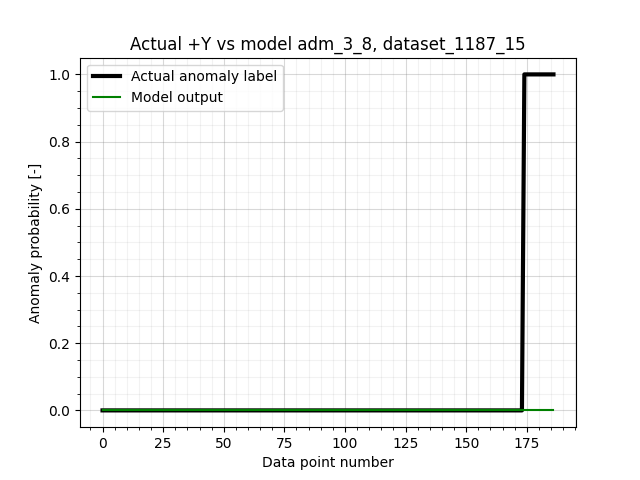 Actual +Y vs model adm_3_8, dataset_1187_15
Actual anomaly label
Model output
Anomaly probability [-]
1.0
0.8
0.6
0.4
0.2
0.0
0 25 50 75 100 125 150 175
Data point number